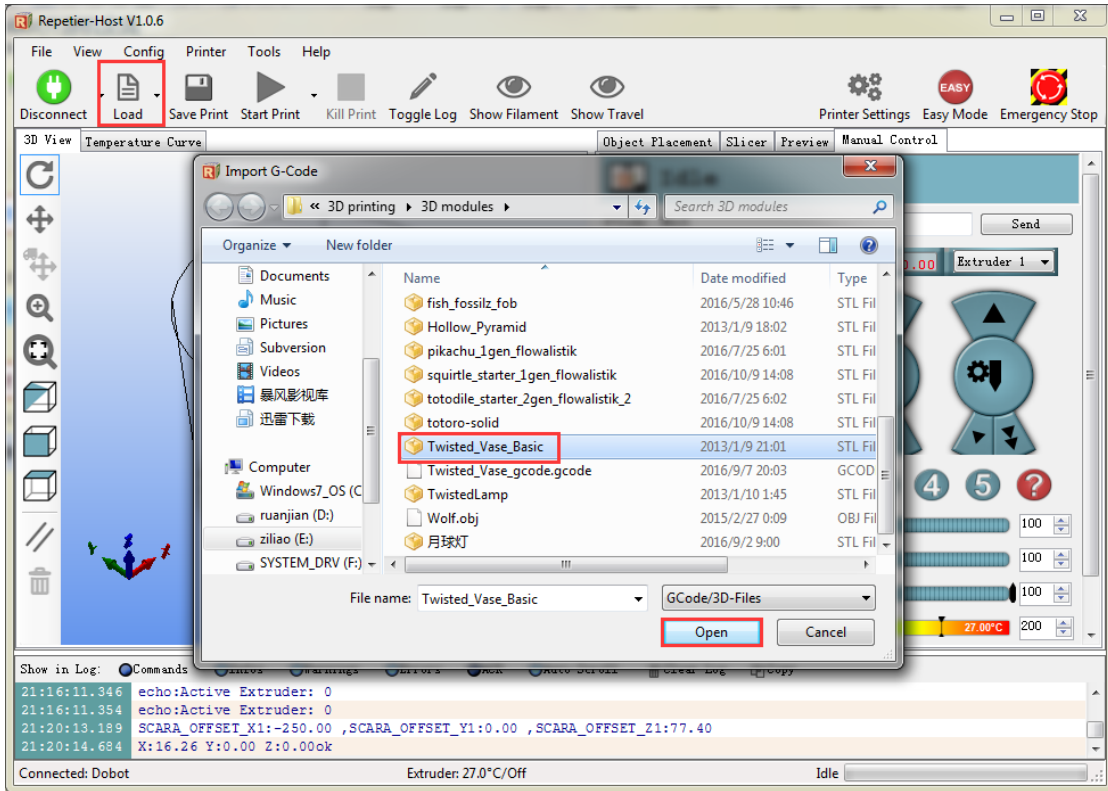 Repetier-Host V1.0.6
File View Config Printer Tools Help
Disconnect Load Save Print Start Print Kill Print Toggle Log Show Filament Show Travel Printer Settings EASY Easy Mode Emergency Stop
3D View Temperature Curve Object Placement Slicer Preview Manual Control
Import G-Code
Idle
« 3D printing 3D modules Search 3D modules
Send
Organize New folder
.00 Extruder 1
Documents
Music
Pictures
Subversion
Videos
暴风影视库
迅雷下载
Computer
Windows7_OS (C
ruanjian (D:)
ziliao (E:)
SYSTEM_DRV (F:)
Name Date modified Type
fish_fossilz_fob 2016/5/28 10:46 STL Fil
Hollow_Pyramid 2013/1/9 18:02 STL Fil
pikachu_1gen_flowalistik 2016/7/25 6:01 STL Fil
squirtle_starter_1gen_flowalistik 2016/10/9 14:08 STL Fil
totodile_starter_2gen_flowalistik_2 2016/7/25 6:02 STL Fil
totoro-solid 2016/10/9 14:08 STL Fil
Twisted_Vase_Basic 2013/1/9 21:01 STL Fil
Twisted_Vase_gcode.gcode 2016/9/7 20:03 GCOD
TwistedLamp 2013/1/10 1:45 STL Fil
Wolf.obj 2015/2/27 0:09 OBJ Fil
月球灯 2016/9/2 9:00 STL Fil
4 5 ?
100
100
100
27.00°C 200
Y Z X
File name: Twisted_Vase_Basic GCode/3D-Files
Open Cancel
Show in Log: Commands Infos Warnings Errors ACK Auto Scroll Clear Log Copy
21:16:11.346 echo:Active Extruder: 0
21:16:11.354 echo:Active Extruder: 0
21:20:13.189 SCARA_OFFSET_X1:-250.00 ,SCARA_OFFSET_Y1:0.00 ,SCARA_OFFSET_Z1:77.40
21:20:14.684 X:16.26 Y:0.00 Z:0.00ok
Connected: Dobot Extruder: 27.0°C/Off Idle